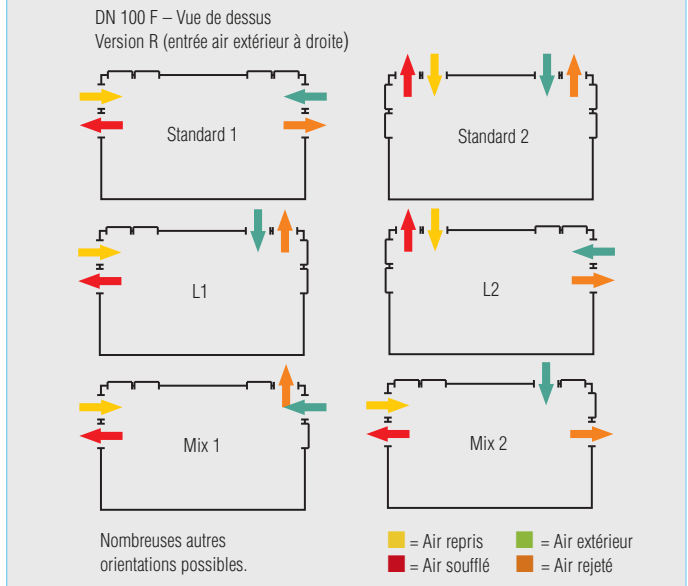 DN 100 F – Vue de dessus
Version R (entrée air extérieur à droite)
Standard 1
Standard 2
L1
L2
Mix 1
Mix 2
Nombreuses autres
orientations possibles.
= Air repris
= Air extérieur
= Air soufflé
= Air rejeté